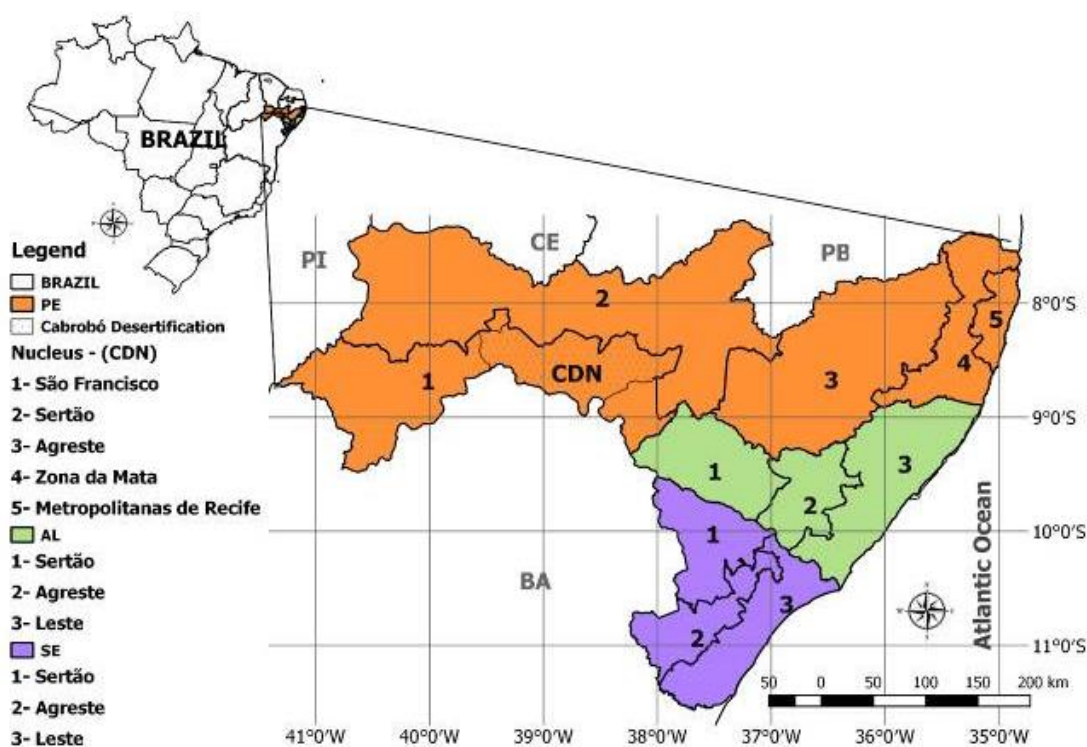 BRAZIL
Legend
BRAZIL
PE
Cabrobó Desertification
Nucleus - (CDN)
1- São Francisco
2- Sertão
3- Agreste
4- Zona da Mata
5- Metropolitanas de Recife
AL
1- Sertão
2- Agreste
3- Leste
SE
1- Sertão
2- Agreste
3- Leste
PI
CE
PB
2
5
1
CDN
3
4
1
2
3
1
BA
2
3
Atlantic Ocean
8°0'S
9°0'S
10°0'S
11°0'S
50 0 50 100 150 200 km
41°0'W 40°0'W 39°0'W 38°0'W 37°0'W 36°0'W 35°0'W